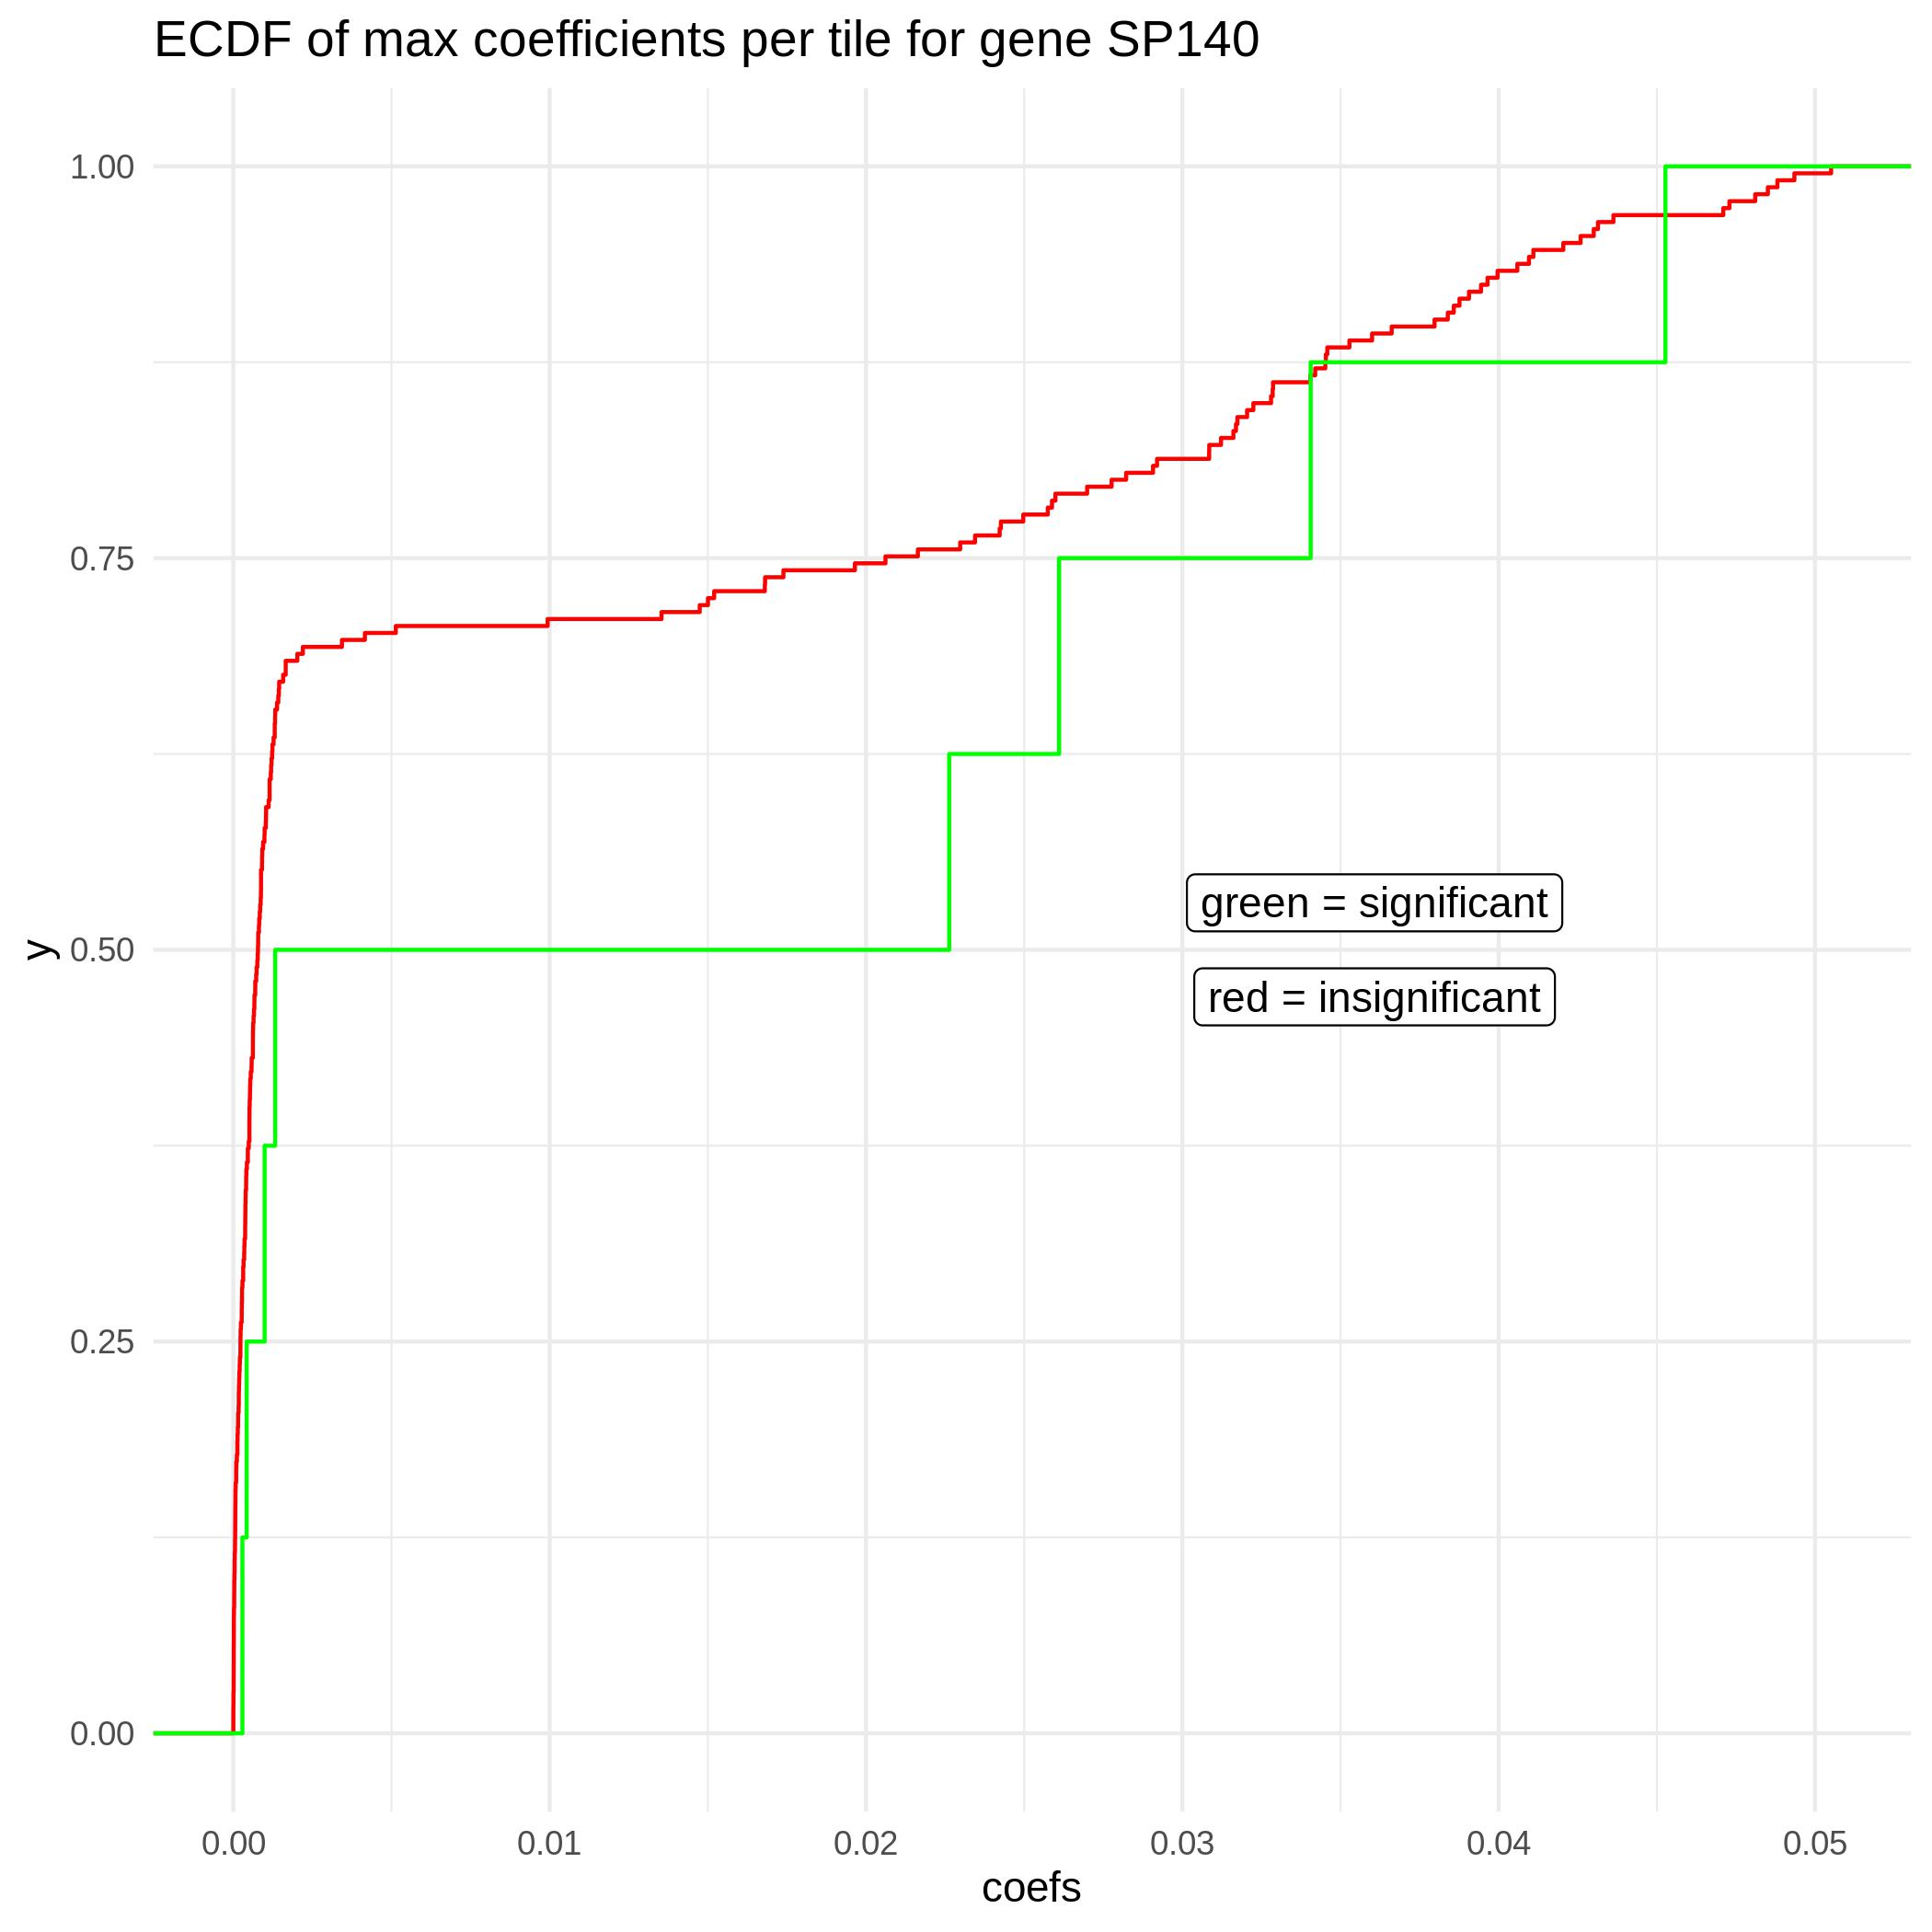 ECDF of max coefficients per tile for gene SP140
1.00
0.75
0.50
0.25
0.00
y
green = significant
red = insignificant
0.00 0.01 0.02 0.03 0.04 0.05
coefs